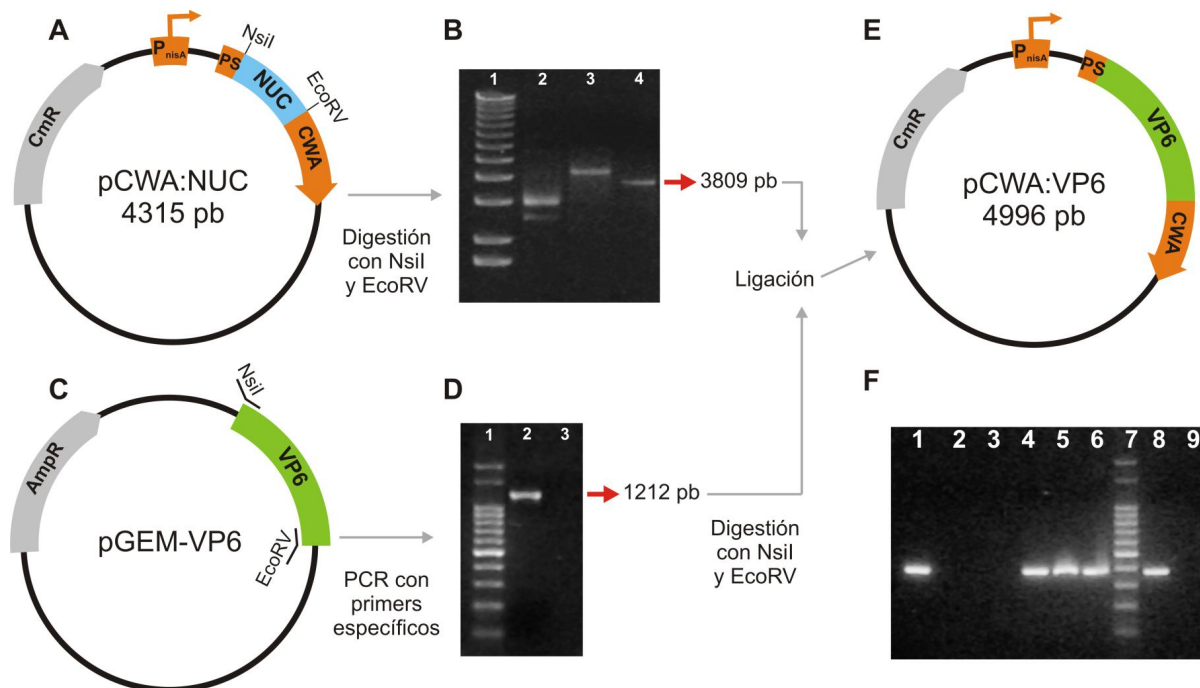 A
P nisA
PS
NsiI
NUC
EcoRV
CWA
CmR
pCWA:NUC
4315 pb
Digestión
con NsiI
y EcoRV
B
1 2 3 4
3809 pb
Ligación
E
P nisA
PS
VP6
CWA
CmR
pCWA:VP6
4996 pb
C
NsiI
VP6
EcoRV
AmpR
pGEM-VP6
PCR con
primers
específicos
D
1 2 3
1212 pb
Digestión
con NsiI
y EcoRV
F
1 2 3 4 5 6 7 8 9